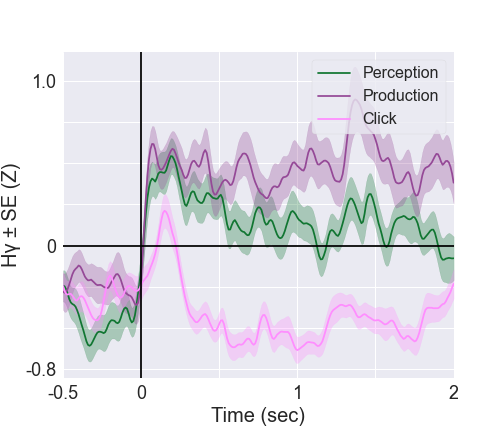 Perception
Production
Click
1.0
0
-0.8
Hγ ± SE (Z)
-0.5 0 1 2
Time (sec)